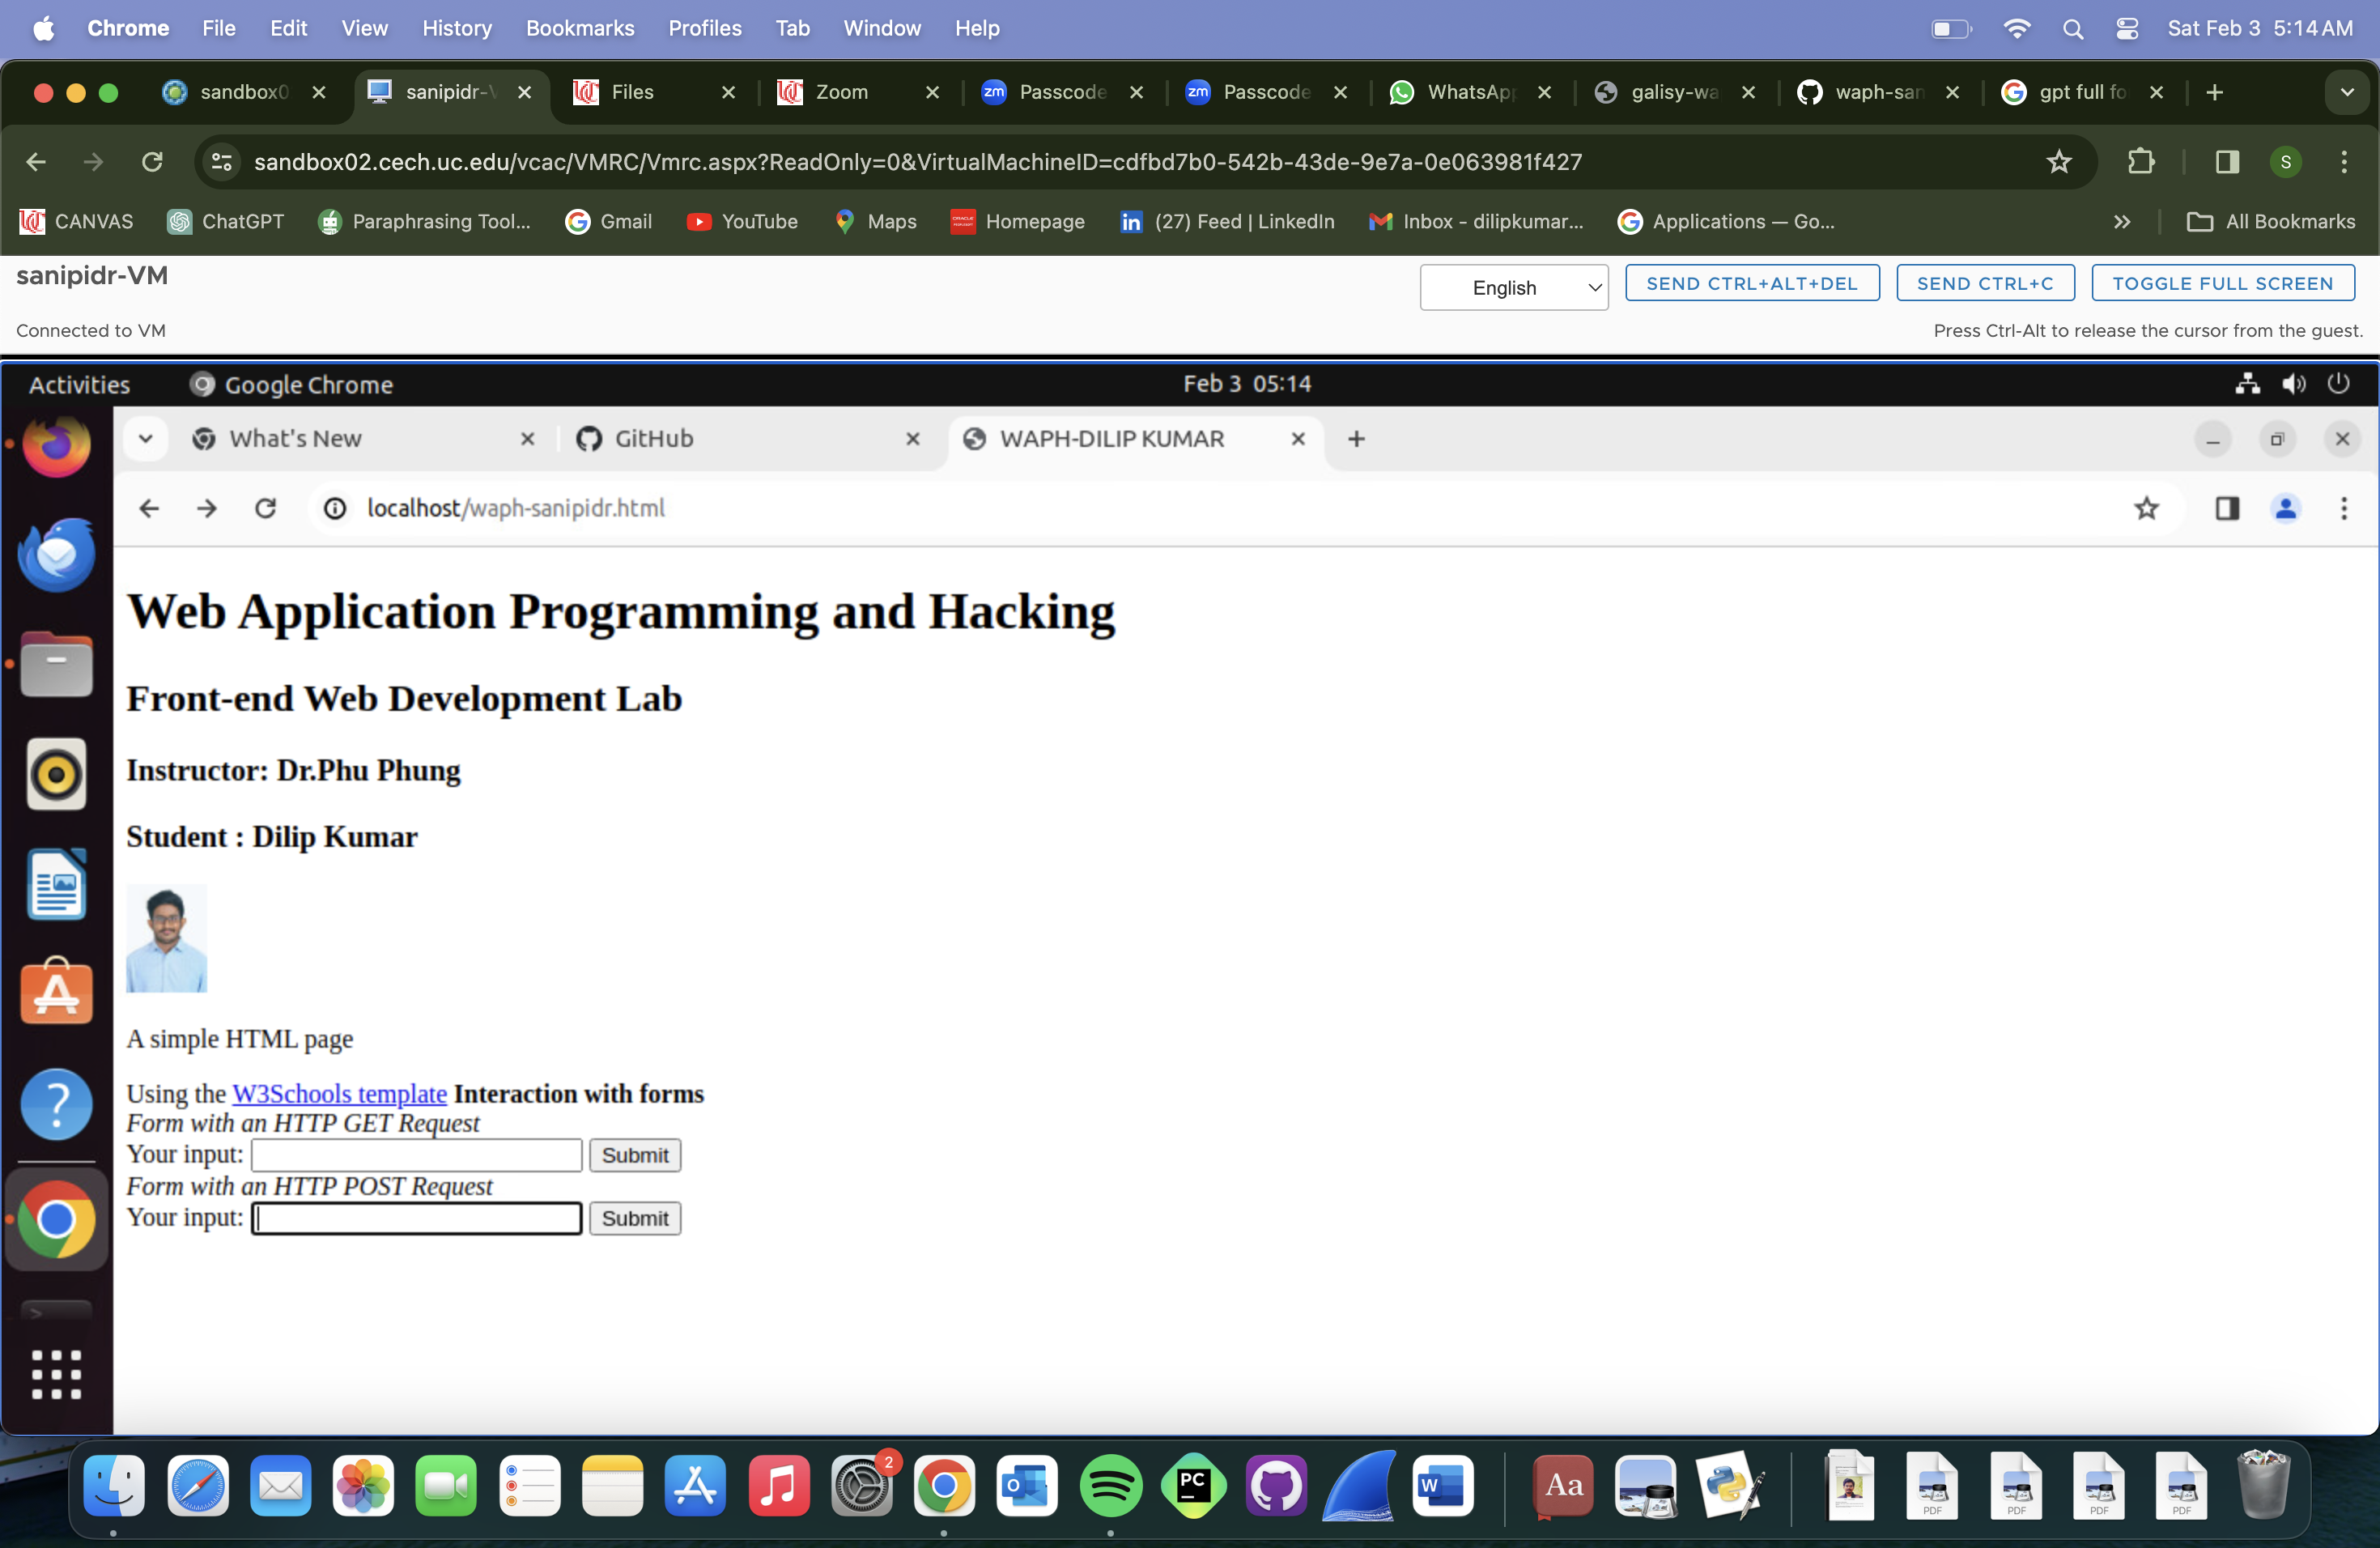 Chrome File Edit View History Bookmarks Profiles Tab Window Help Sat Feb 3 5:14 AM
sandbox0 sanipidr-V Files Zoom Passcode Passcode WhatsApp galisy-wa waph-san gpt full fo
sandbox02.cech.uc.edu/vcac/VMRC/Vmrc.aspx?ReadOnly=0&VirtualMachineID=cdfbd7b0-542b-43de-9e7a-0e063981f427 S
CANVAS ChatGPT Paraphrasing Tool... Gmail YouTube Maps Homepage (27) Feed | LinkedIn Inbox - dilipkumar... Applications — Go... All Bookmarks
sanipidr-VM English SEND CTRL+ALT+DEL SEND CTRL+C TOGGLE FULL SCREEN
Connected to VM Press Ctrl-Alt to release the cursor from the guest.
Activities Google Chrome Feb 3 05:14
What's New GitHub WAPH-DILIP KUMAR
localhost/waph-sanipidr.html
Web Application Programming and Hacking
Front-end Web Development Lab
Instructor: Dr.Phu Phung
Student : Dilip Kumar
A simple HTML page
Using the W3Schools template Interaction with forms
Form with an HTTP GET Request
Your input: Submit
Form with an HTTP POST Request
Your input: Submit
2
PC W Aa PDF PDF PDF PDF